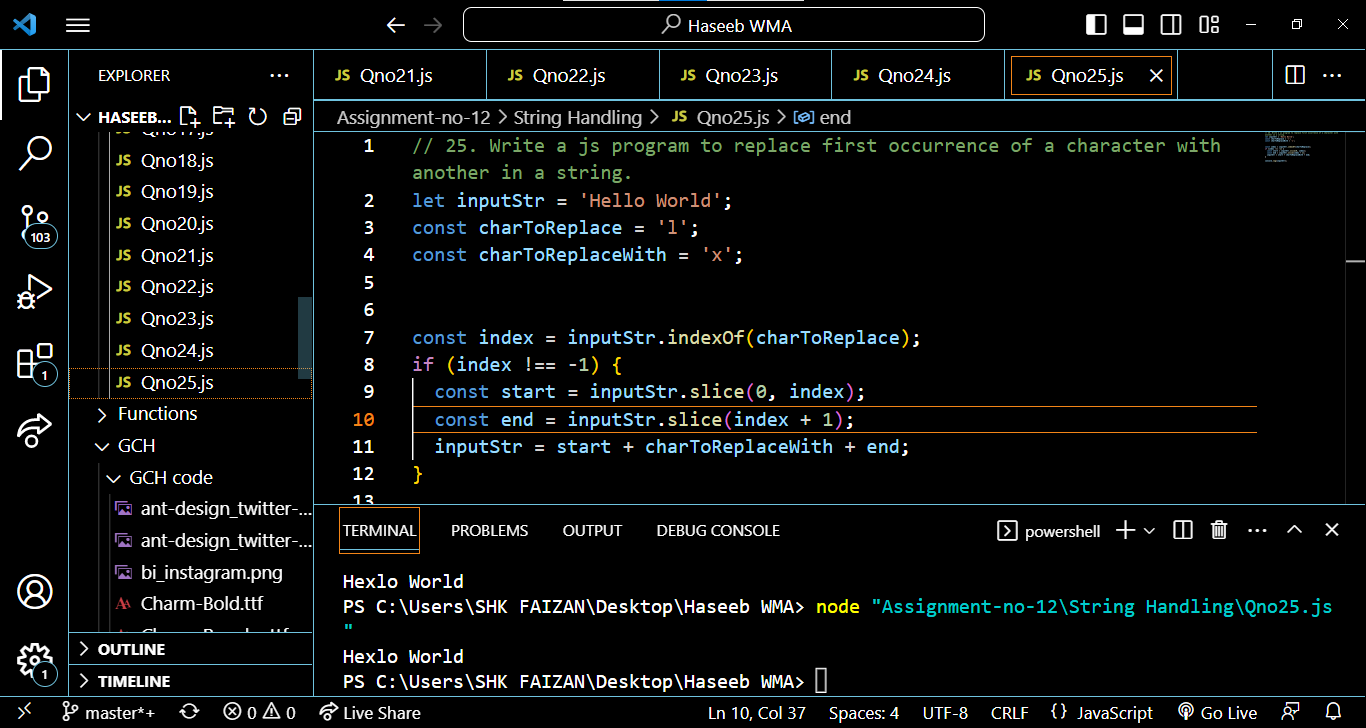 Haseeb WMA
EXPLORER ...
HASEEB...
Qno17.js
JS Qno18.js
JS Qno19.js
JS Qno20.js
JS Qno21.js
JS Qno22.js
JS Qno23.js
JS Qno24.js
JS Qno25.js
Functions
GCH
GCH code
ant-design_twitter-...
ant-design_twitter-...
bi_instagram.png
Charm-Bold.ttf
OUTLINE
TIMELINE
103
1
1
JS Qno21.js JS Qno22.js JS Qno23.js JS Qno24.js JS Qno25.js
Assignment-no-12 > String Handling > JS Qno25.js > end
1 // 25. Write a js program to replace first occurrence of a character with
another in a string.
2 let inputStr = 'Hello World';
3 const charToReplace = 'l';
4 const charToReplaceWith = 'x';
5
6
7 const index = inputStr.indexOf(charToReplace);
8 if (index !== -1) {
9 const start = inputStr.slice(0, index);
10 const end = inputStr.slice(index + 1);
11 inputStr = start + charToReplaceWith + end;
12 }
13
TERMINAL PROBLEMS OUTPUT DEBUG CONSOLE powershell
Hexlo World
PS C:\Users\SHK FAIZAN\Desktop\Haseeb WMA> node "Assignment-no-12\String Handling\Qno25.js
"
Hexlo World
PS C:\Users\SHK FAIZAN\Desktop\Haseeb WMA>
master*+ 0 0 Live Share Ln 10, Col 37 Spaces: 4 UTF-8 CRLF {} JavaScript Go Live